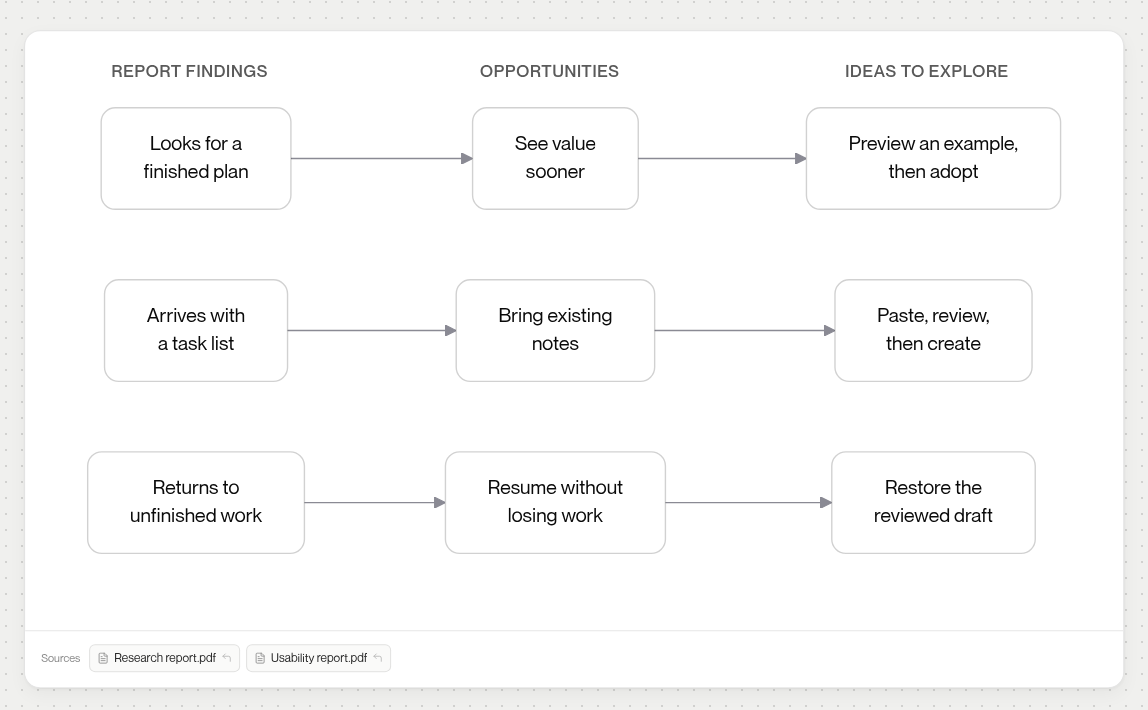 REPORT FINDINGS
OPPORTUNITIES
IDEAS TO EXPLORE
Looks for a
finished plan
See value
sooner
Preview an example,
then adopt
Arrives with
a task list
Bring existing
notes
Paste, review,
then create
Returns to
unfinished work
Resume without
losing work
Restore the
reviewed draft
Sources
Research report.pdf
Usability report.pdf